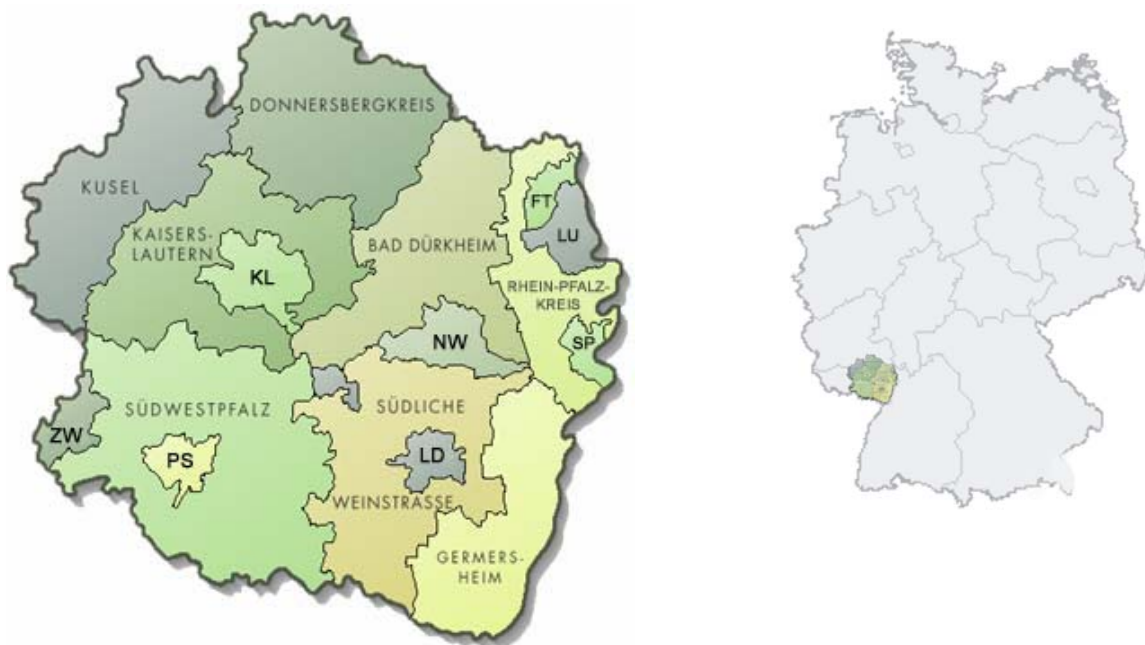 DONNERSBERGKREIS
KUSEL
FT
KAISERS-
LAUTERN
BAD DÜRKHEIM
LU
KL
RHEIN-PFALZ-
KREIS
NW
SP
SÜDWESTPFALZ
SÜDLICHE
ZW
PS
LD
WEINSTRASSE
GERMERS-
HEIM